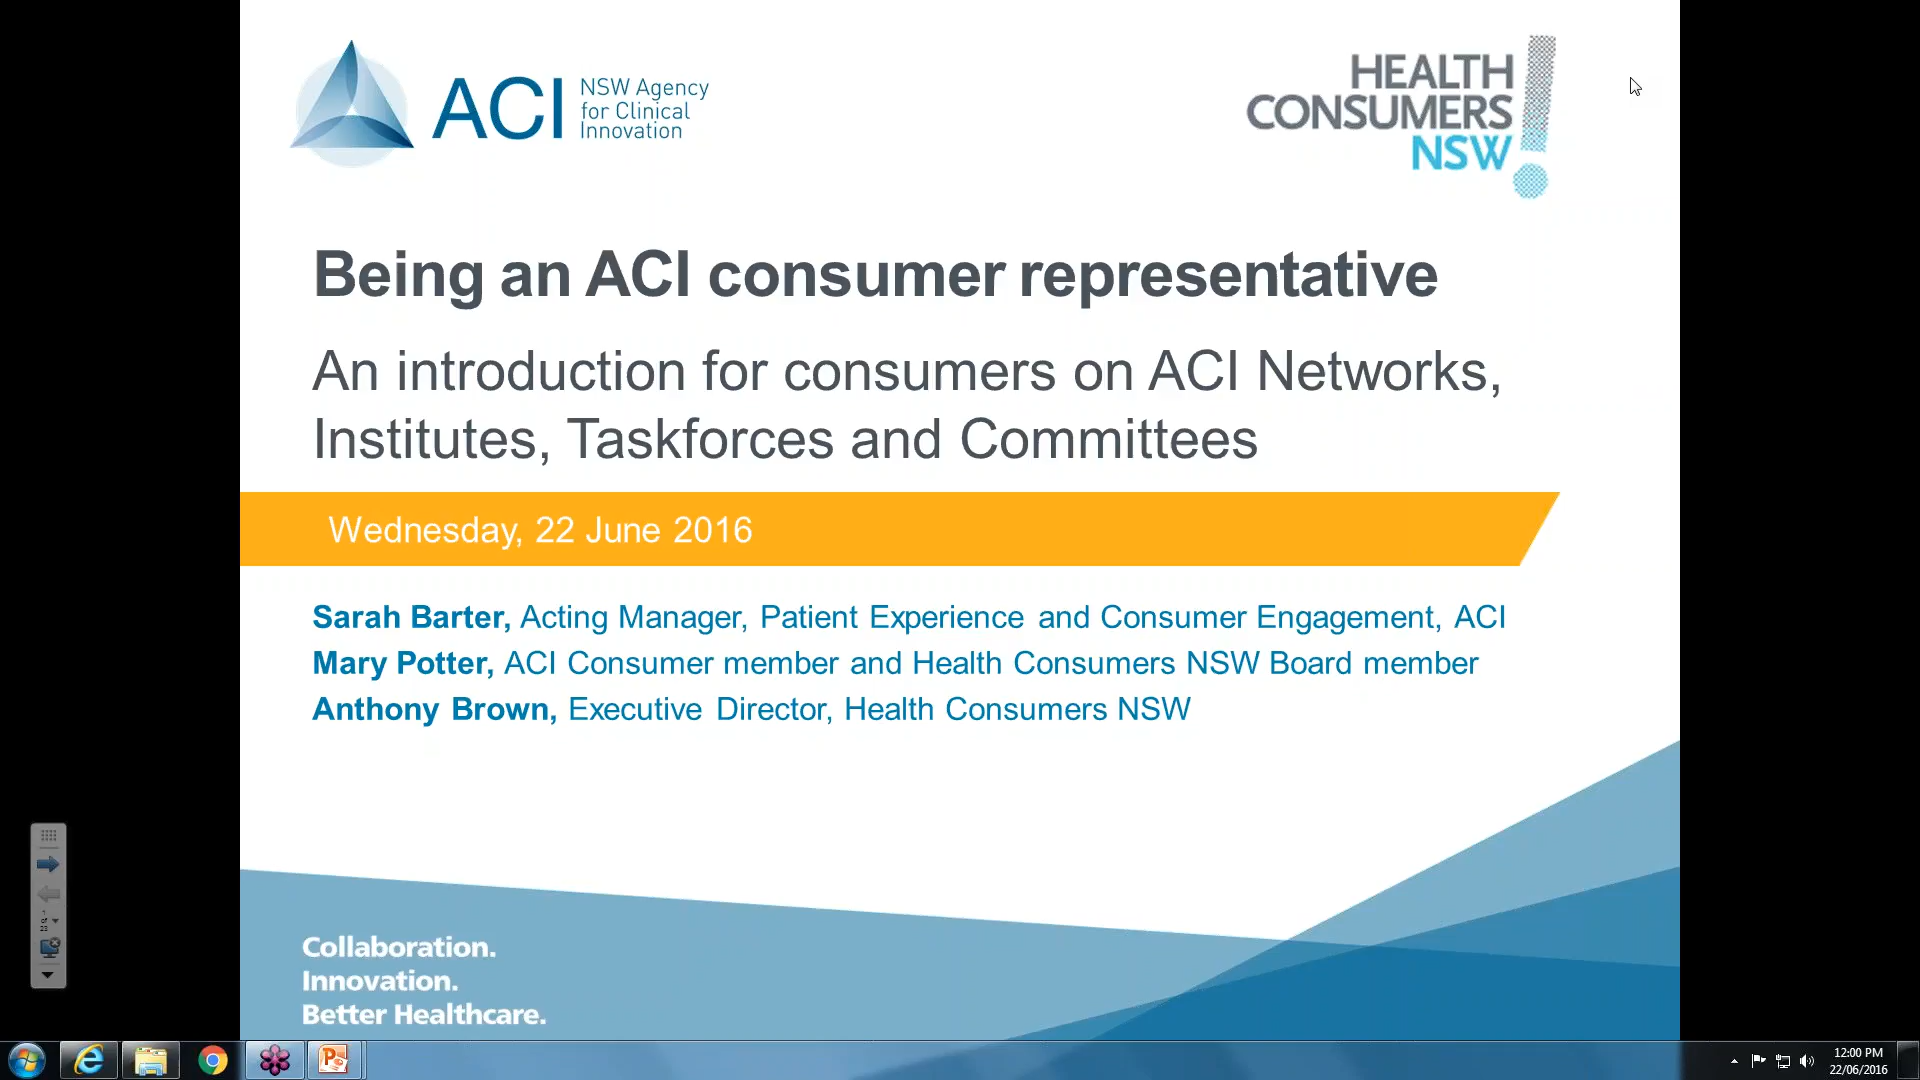 ACI
NSW Agency
for Clinical
Innovation
HEALTH
CONSUMERS
NSW
Being an ACI consumer representative
An introduction for consumers on ACI Networks,
Institutes, Taskforces and Committees
Wednesday, 22 June 2016
Sarah Barter, Acting Manager, Patient Experience and Consumer Engagement, ACI
Mary Potter, ACI Consumer member and Health Consumers NSW Board member
Anthony Brown, Executive Director, Health Consumers NSW
1
of
23
Collaboration.
Innovation.
Better Healthcare.
12:00 PM
22/06/2016